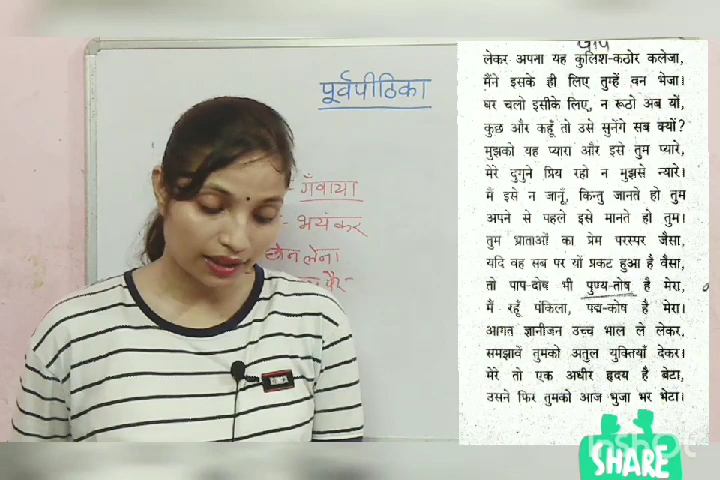 पूर्वपीठिका
गँवाया
भयंकर
छीन लेना
पैर
पाप
लेकर अपना यह कुलिश-कठोर कलेजा,
मैंने इसके ही लिए तुम्हें वन भेजा।
घर चलो इसीके लिए, न रूठो अब यों,
कुछ और कहूँ तो उसे सुनेंगे सब क्यों?
मुझको यह प्यारा और इसे तुम प्यारे,
मेरे दुगुने प्रिय रहो न मुझसे न्यारे।
मैं इसे न जानूँ, किन्तु जानते हो तुम
अपने से पहले इसे मानते हो तुम।
तुम भ्राताओं का प्रेम परस्पर जैसा,
यदि वह सब पर यों प्रकट हुआ है वैसा,
तो पाप-दोष भी पुण्य-तोष है मेरा,
मैं रहूँ पंकिला, पद्म-कोष है मेरा।
आगत ज्ञानीजन उच्च भाल ले लेकर,
समझावें तुमको अतुल युक्तियाँ देकर।
मेरे तो एक अधीर हृदय है बेटा,
उसने फिर तुमको आज भुजा भर भेटा।
SHARE